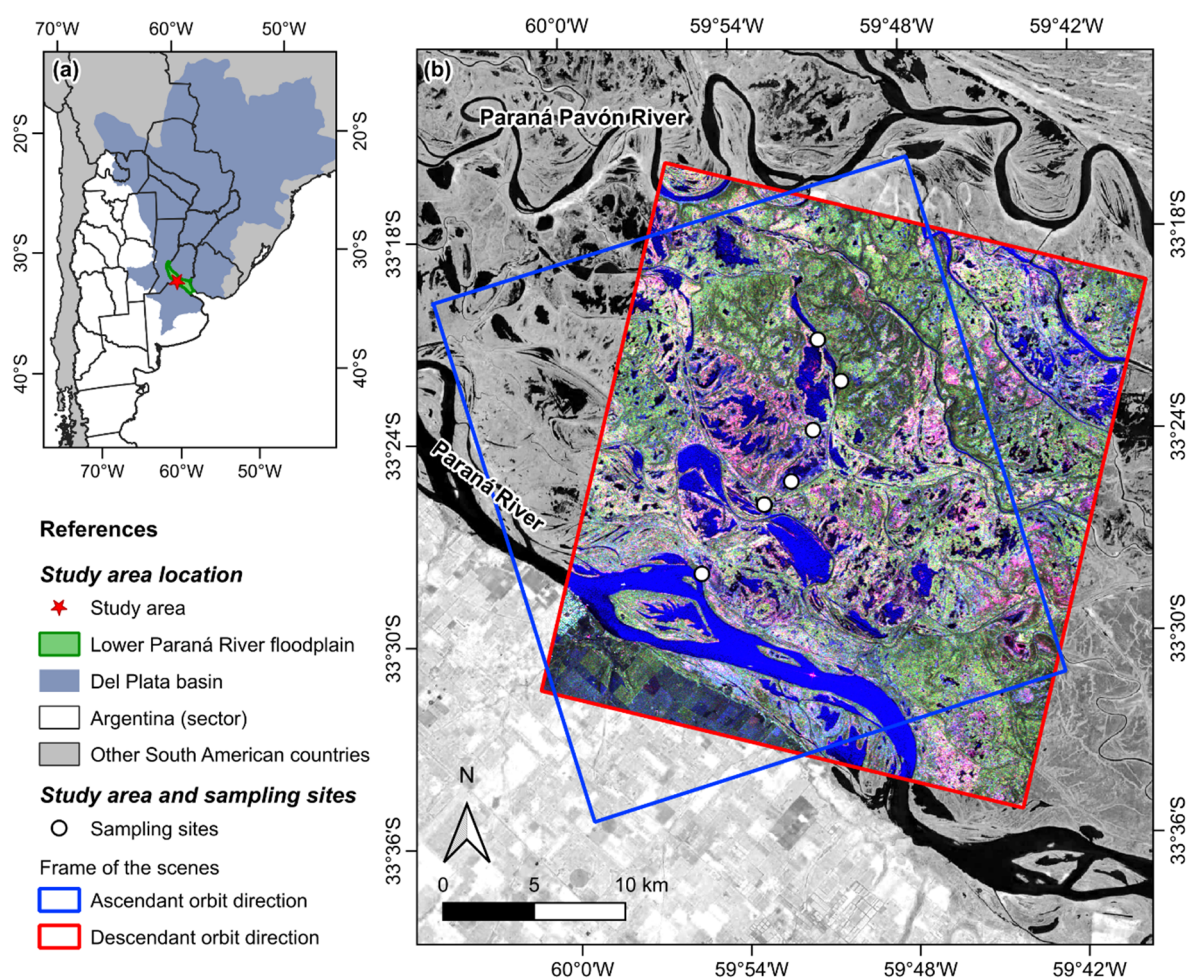 70°W 60°W 50°W
(a)
20°S
30°S
40°S
20°S
30°S
40°S
70°W 60°W 50°W
References
Study area location
Study area
Lower Paraná River floodplain
Del Plata basin
Argentina (sector)
Other South American countries
Study area and sampling sites
Sampling sites
Frame of the scenes
Ascendant orbit direction
Descendant orbit direction
60°0'W 59°54'W 59°48'W 59°42'W
(b)
Paraná Pavón River
Paraná River
33°18'S
33°24'S
33°30'S
33°36'S
33°18'S
33°24'S
33°30'S
33°36'S
N
0 5 10 km
60°0'W 59°54'W 59°48'W 59°42'W